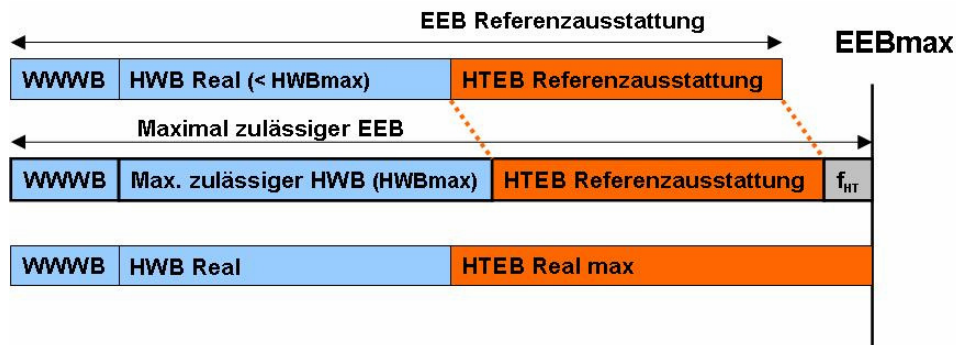 EEB Referenzausstattung
EEBmax
WWWB HWB Real (< HWBmax) HTEB Referenzausstattung
Maximal zulässiger EEB
WWWB Max. zulässiger HWB (HWBmax) HTEB Referenzausstattung fHT
WWWB HWB Real HTEB Real max